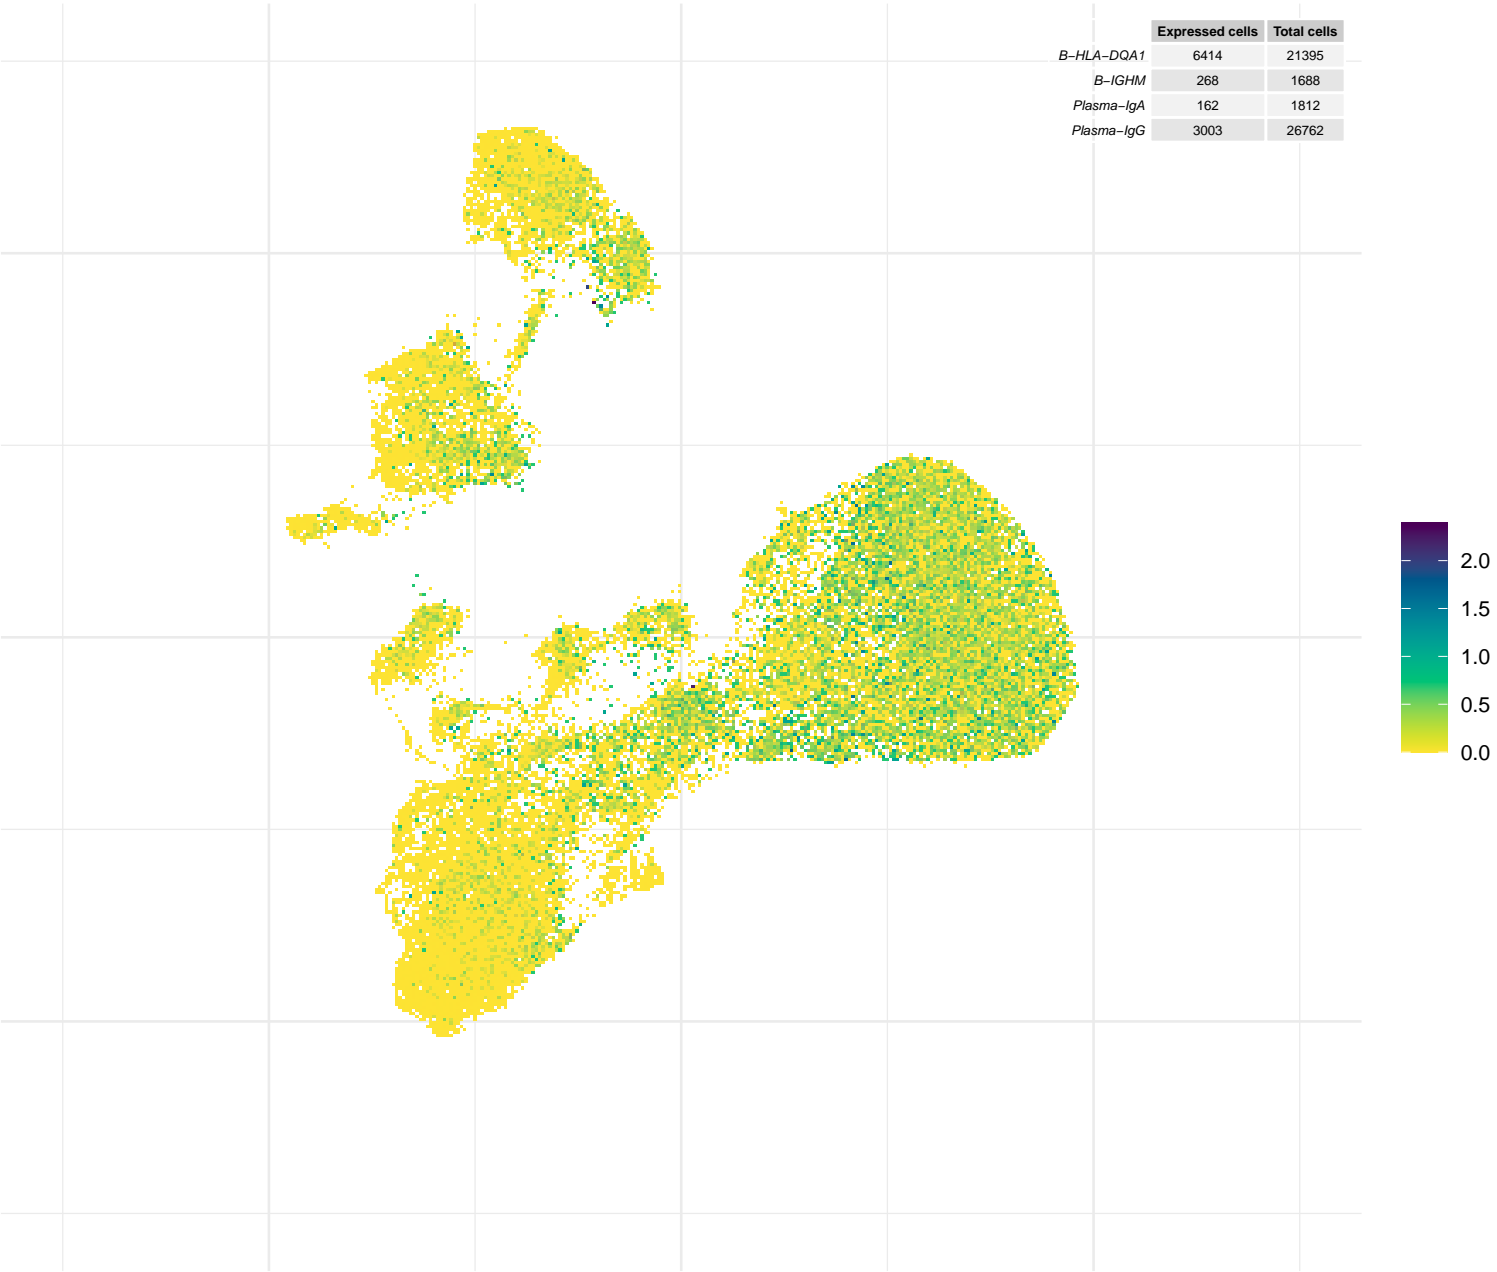 Expressed cells Total cells
B−HLA−DQA1 6414 21395
B−IGHM 268 1688
Plasma−IgA 162 1812
Plasma−IgG 3003 26762
2.0
1.5
1.0
0.5
0.0